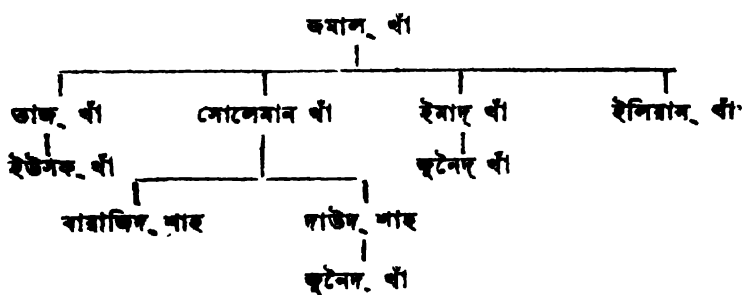 জমাল্ খাঁ
তাজ্ খাঁ সোলেমান খাঁ ইমাদ্ খাঁ ইলিয়াস্ খাঁ
ইউসফ্ খাঁ জুনৈদ্ খাঁ
বায়াজিদ্ শাহ দাউদ্ শাহ
জুনৈদ্ খাঁ